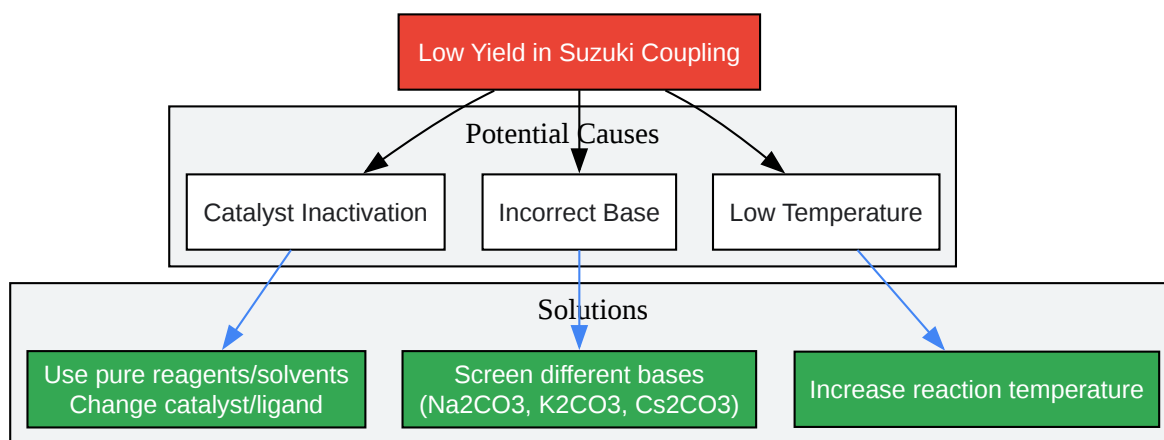 Low Yield in Suzuki Coupling
Potential Causes
Catalyst Inactivation
Incorrect Base
Low Temperature
Solutions
Use pure reagents/solvents
Change catalyst/ligand
Screen different bases
(Na2CO3, K2CO3, Cs2CO3)
Increase reaction temperature